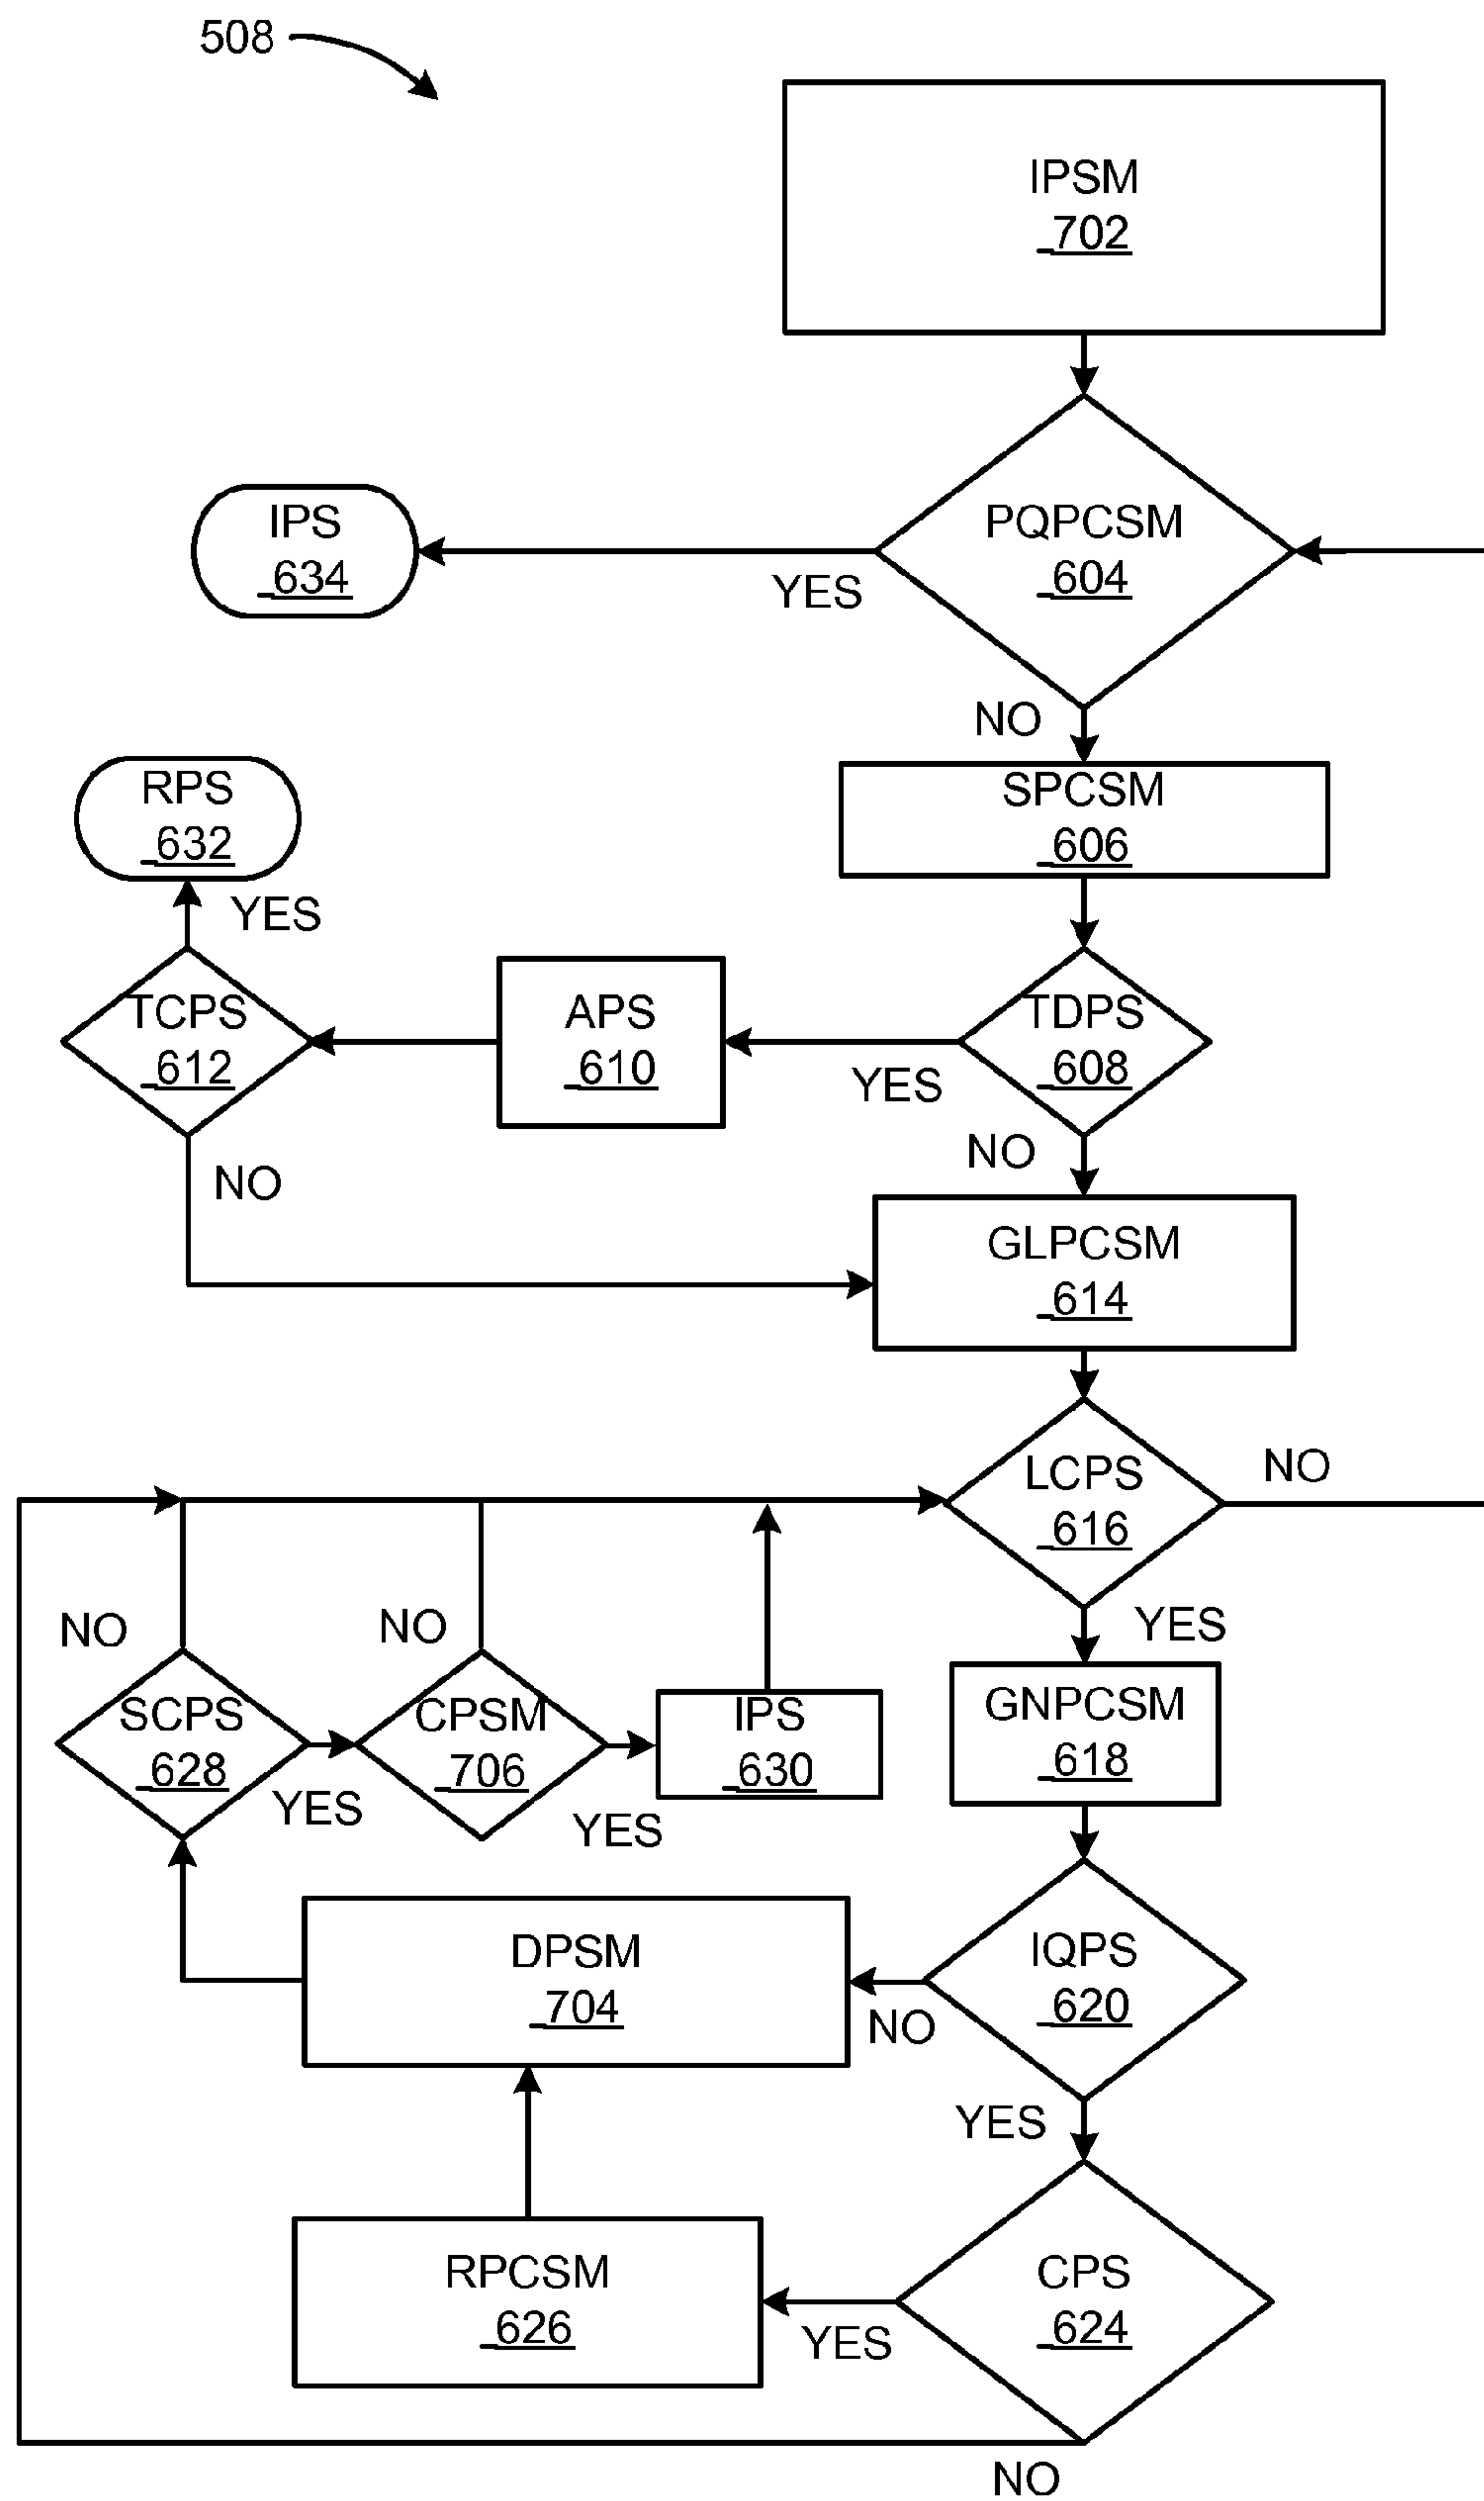 508
IPSM
702
PQPCSM
604
YES
IPS
634
NO
SPCSM
606
RPS
632
YES
TCPS
612
APS
610
TDPS
608
YES
NO
NO
GLPCSM
614
LCPS
616
NO
YES
NO
NO
SCPS
628
YES
CPSM
706
YES
IPS
630
GNPCSM
618
DPSM
704
IQPS
620
NO
YES
RPCSM
626
YES
CPS
624
NO